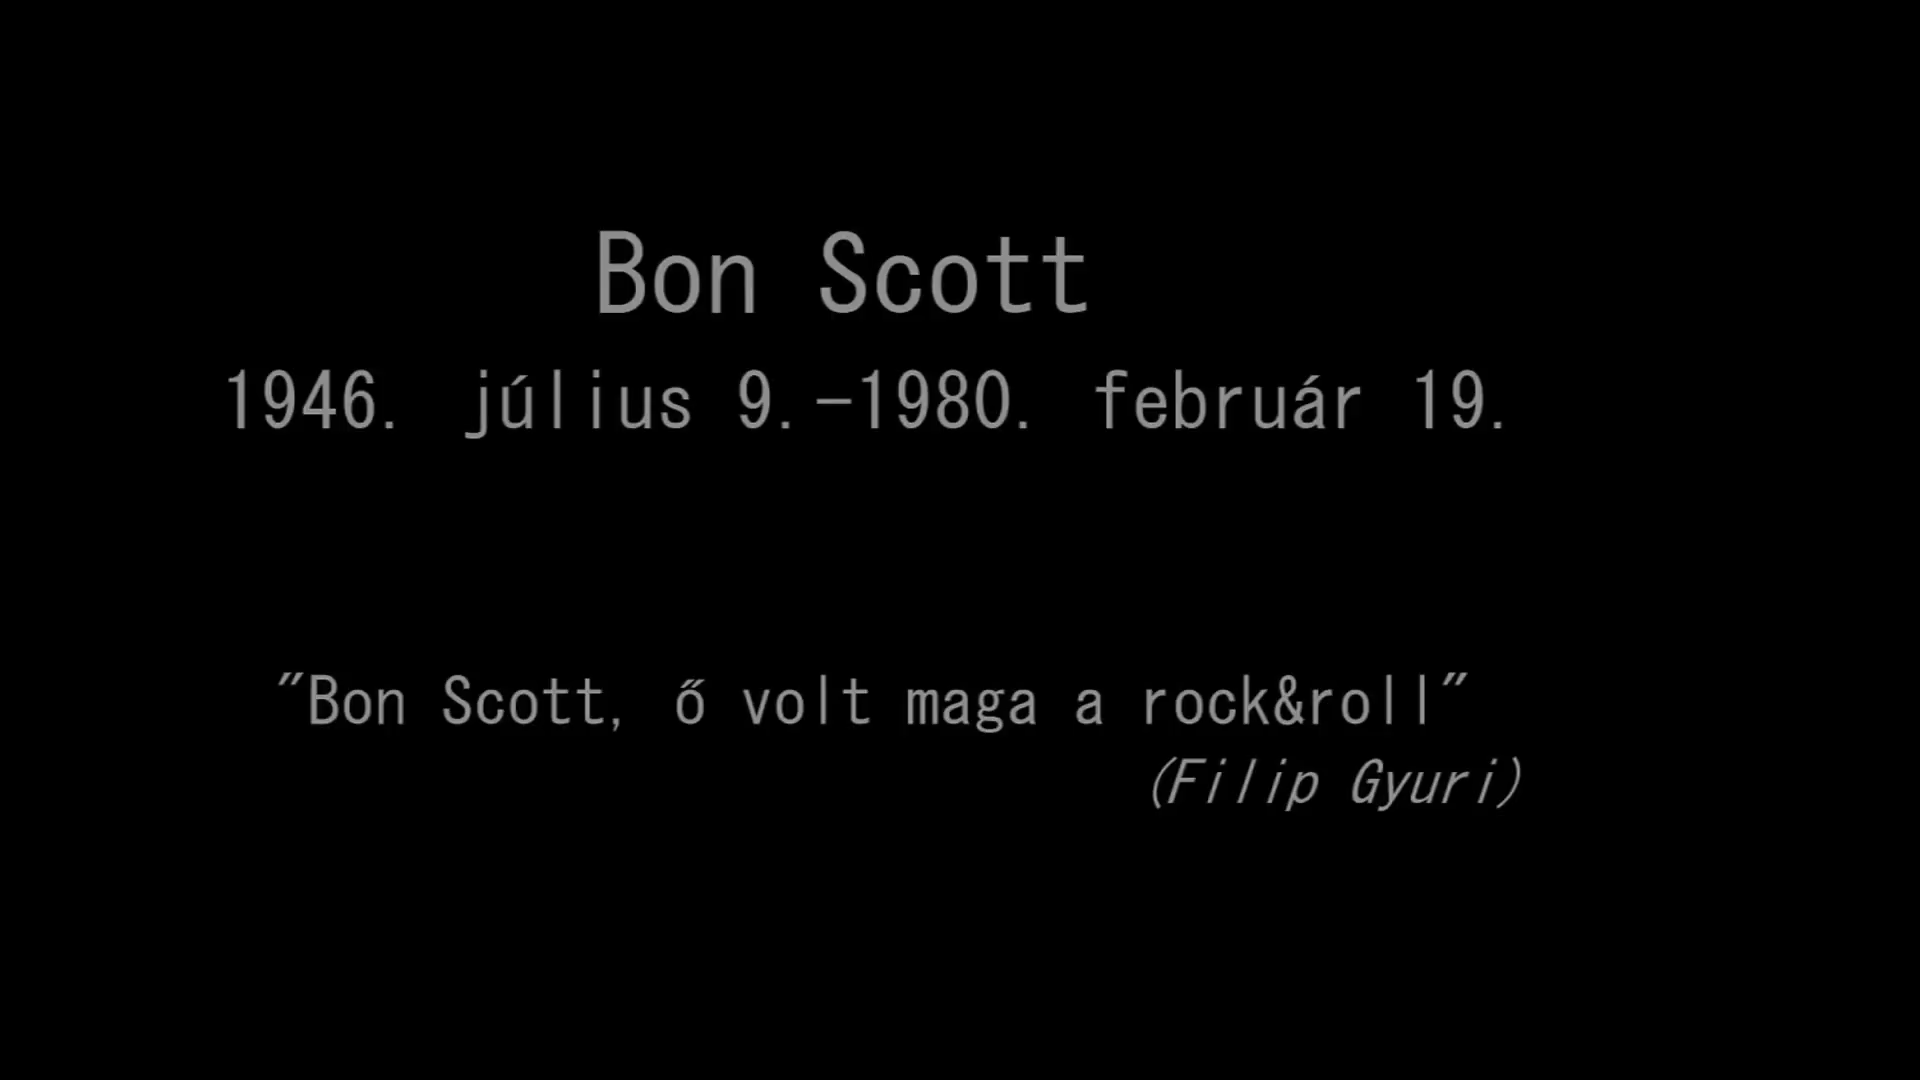 Bon Scott
1946. július 9.-1980. február 19.
"Bon Scott, ő volt maga a rock&roll"
(Filip Gyuri)